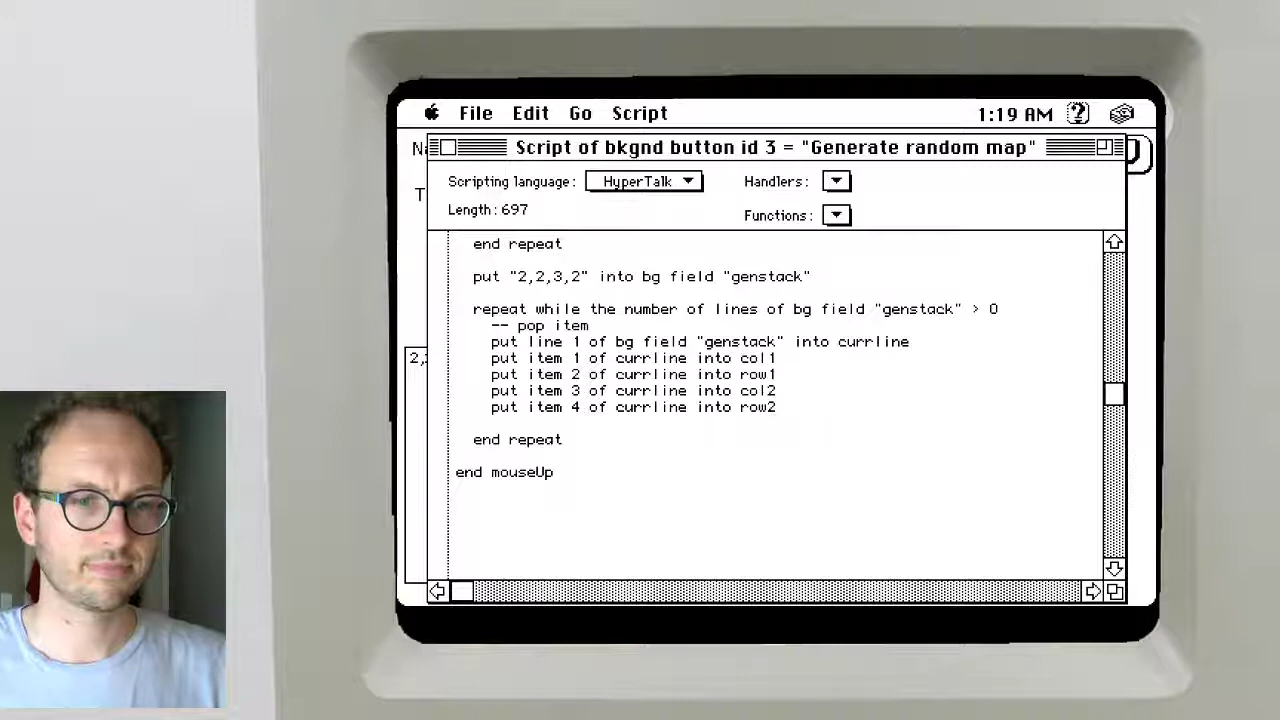 File Edit Go Script 1:19 AM
Script of bkgnd button id 3 = "Generate random map"
Scripting language: HyperTalk Handlers:
Length: 697
Functions:
end repeat
put "2,2,3,2" into bg field "genstack"
repeat while the number of lines of bg field "genstack" > 0
-- pop item
put line 1 of bg field "genstack" into currline
put item 1 of currline into col1
put item 2 of currline into row1
put item 3 of currline into col2
put item 4 of currline into row2
end repeat
end mouseUp